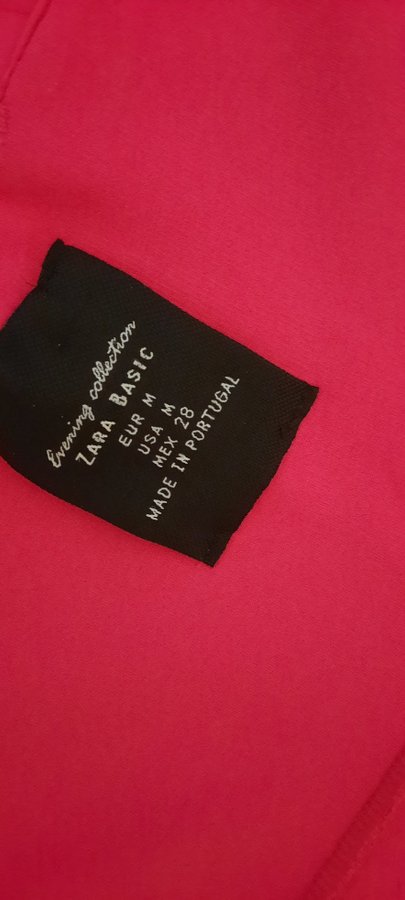 Evening collection
ZARA BASIC
EUR M
USA M
MEX 28
MADE IN PORTUGAL